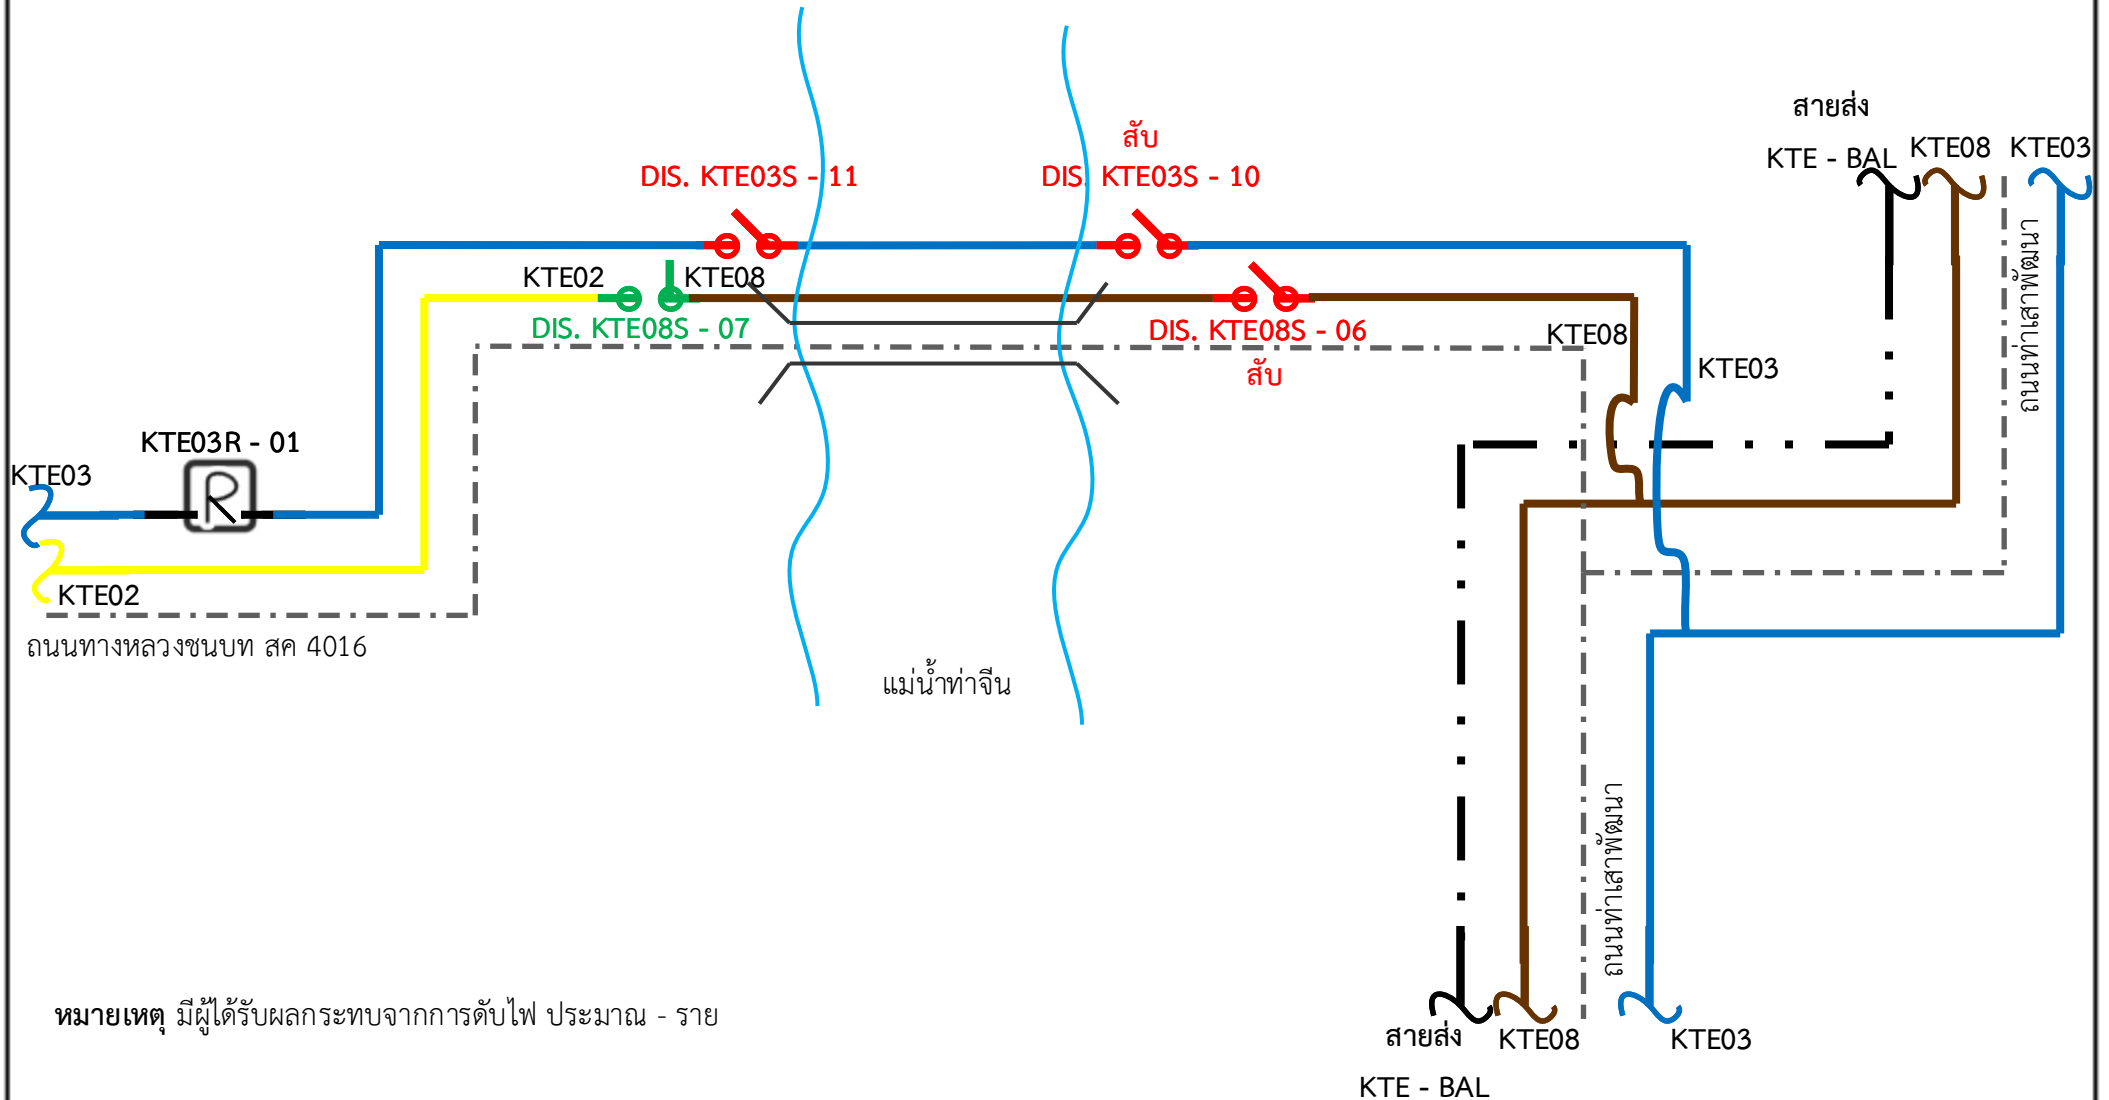 สายส่ง
KTE - BAL
KTE08
KTE03
สับ
DIS. KTE03S - 11
DIS. KTE03S - 10
ถนนท่าเสาพัฒนา
KTE02
KTE08
DIS. KTE08S - 07
DIS. KTE08S - 06
สับ
KTE08
KTE03
KTE03R - 01
R
KTE03
KTE02
ถนนทางหลวงชนบท สค 4016
แม่น้ำท่าจีน
ถนนท่าเสาพัฒนา
หมายเหตุ มีผู้ได้รับผลกระทบจากการดับไฟ ประมาณ - ราย
สายส่ง
KTE - BAL
KTE08
KTE03